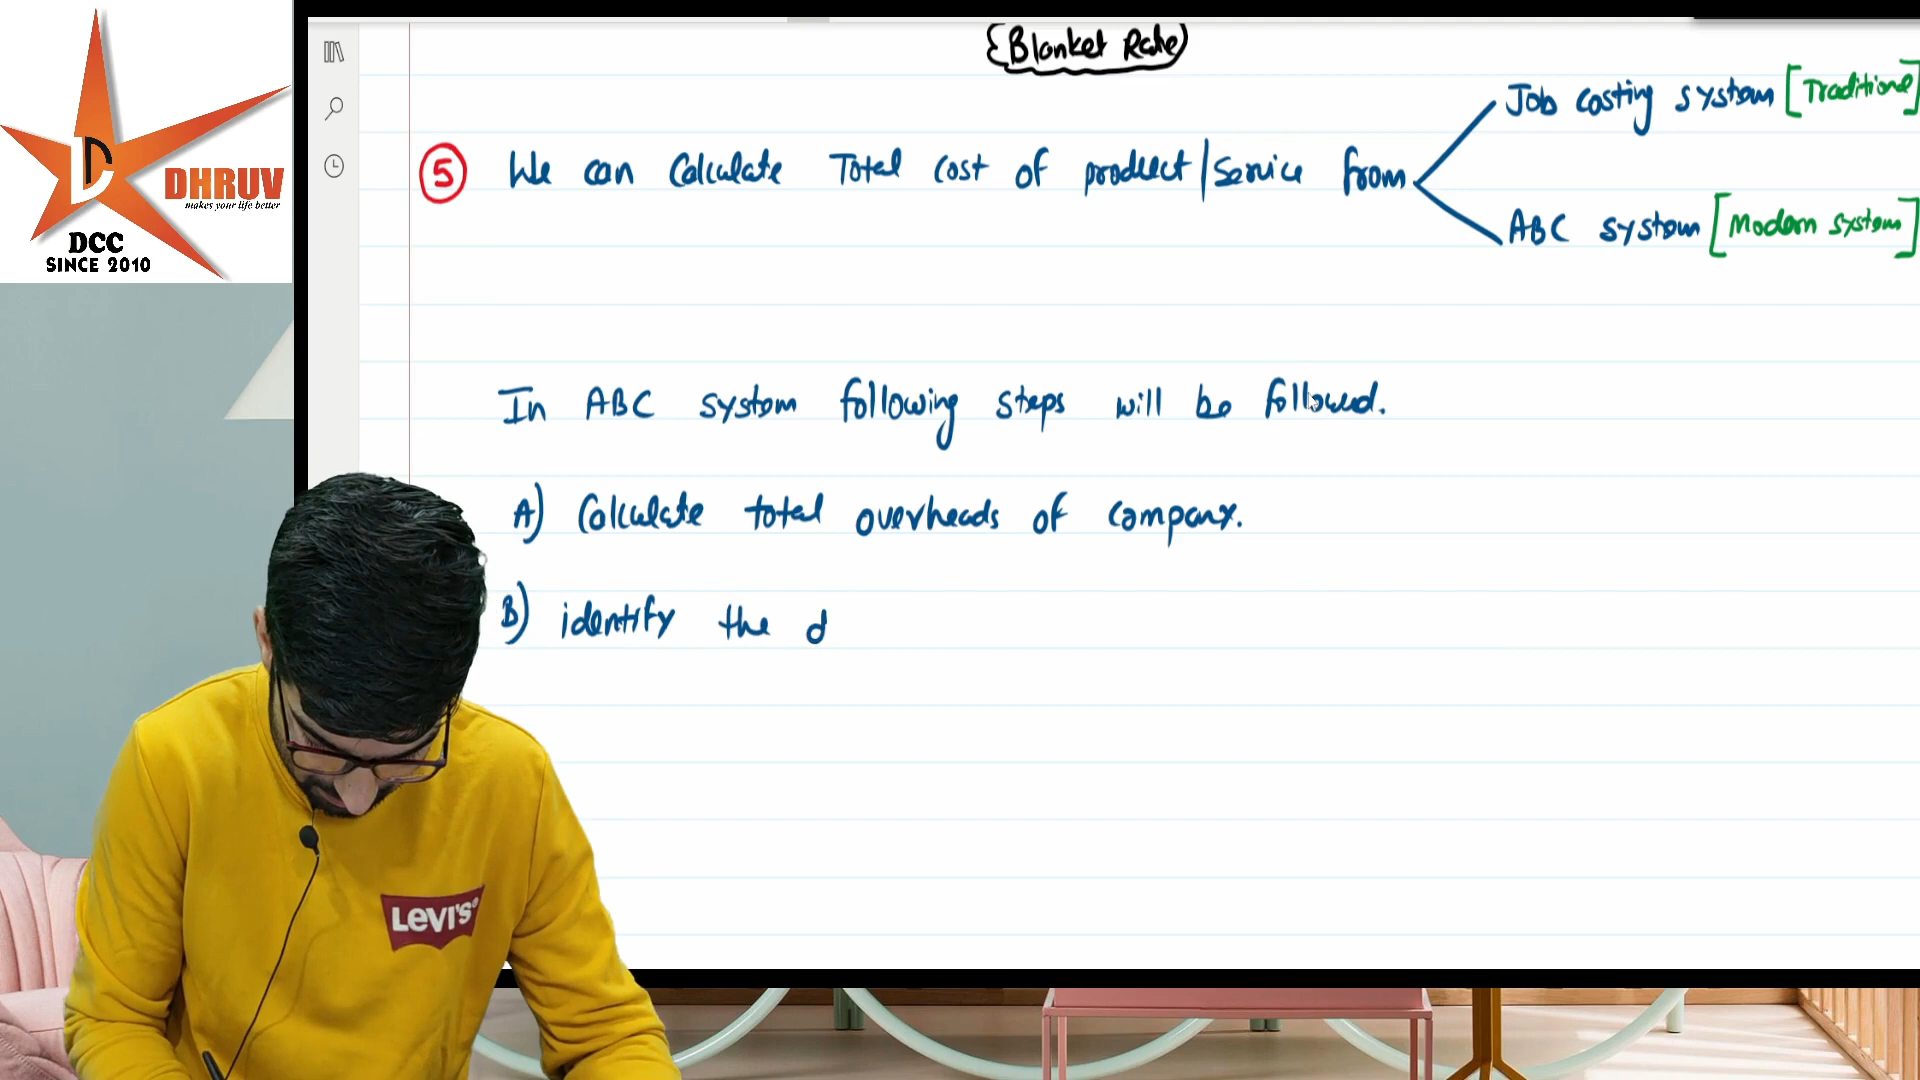 {Blanket Rate}
Job costing system [Traditional]
⑤ We can Calculate Total cost of product/Service from
ABC system [Modern system]
In ABC system following steps will be followed.
A) Calculate total overheads of company.
B) identify the d
D
DHRUV
makes your life better
DCC
SINCE 2010
LEVI'S®